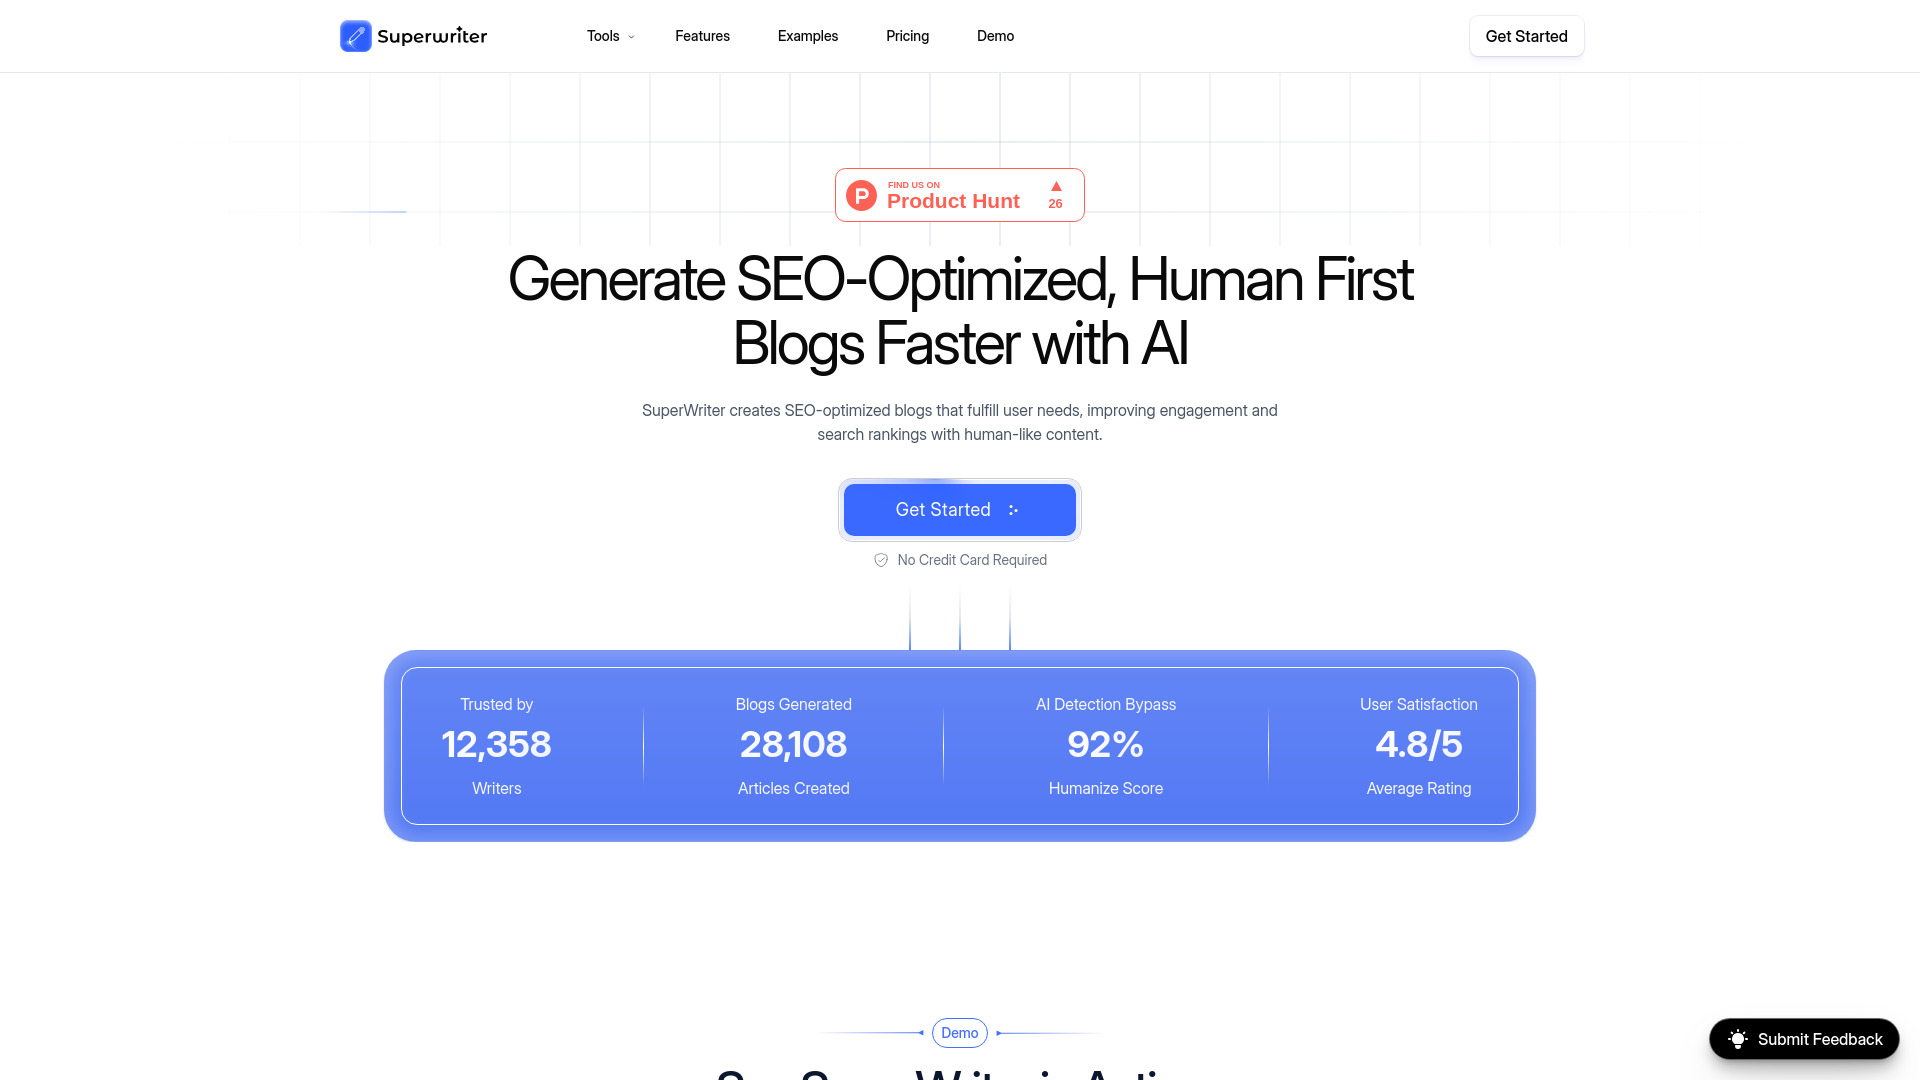 Superwriter
Tools
Features
Examples
Pricing
Demo
Get Started
FIND US ON
Product Hunt
26
Generate SEO-Optimized, Human First
Blogs Faster with AI
SuperWriter creates SEO-optimized blogs that fulfill user needs, improving engagement and
search rankings with human-like content.
Get Started
No Credit Card Required
Trusted by
12,358
Writers
Blogs Generated
28,108
Articles Created
AI Detection Bypass
92%
Humanize Score
User Satisfaction
4.8/5
Average Rating
Demo
Submit Feedback